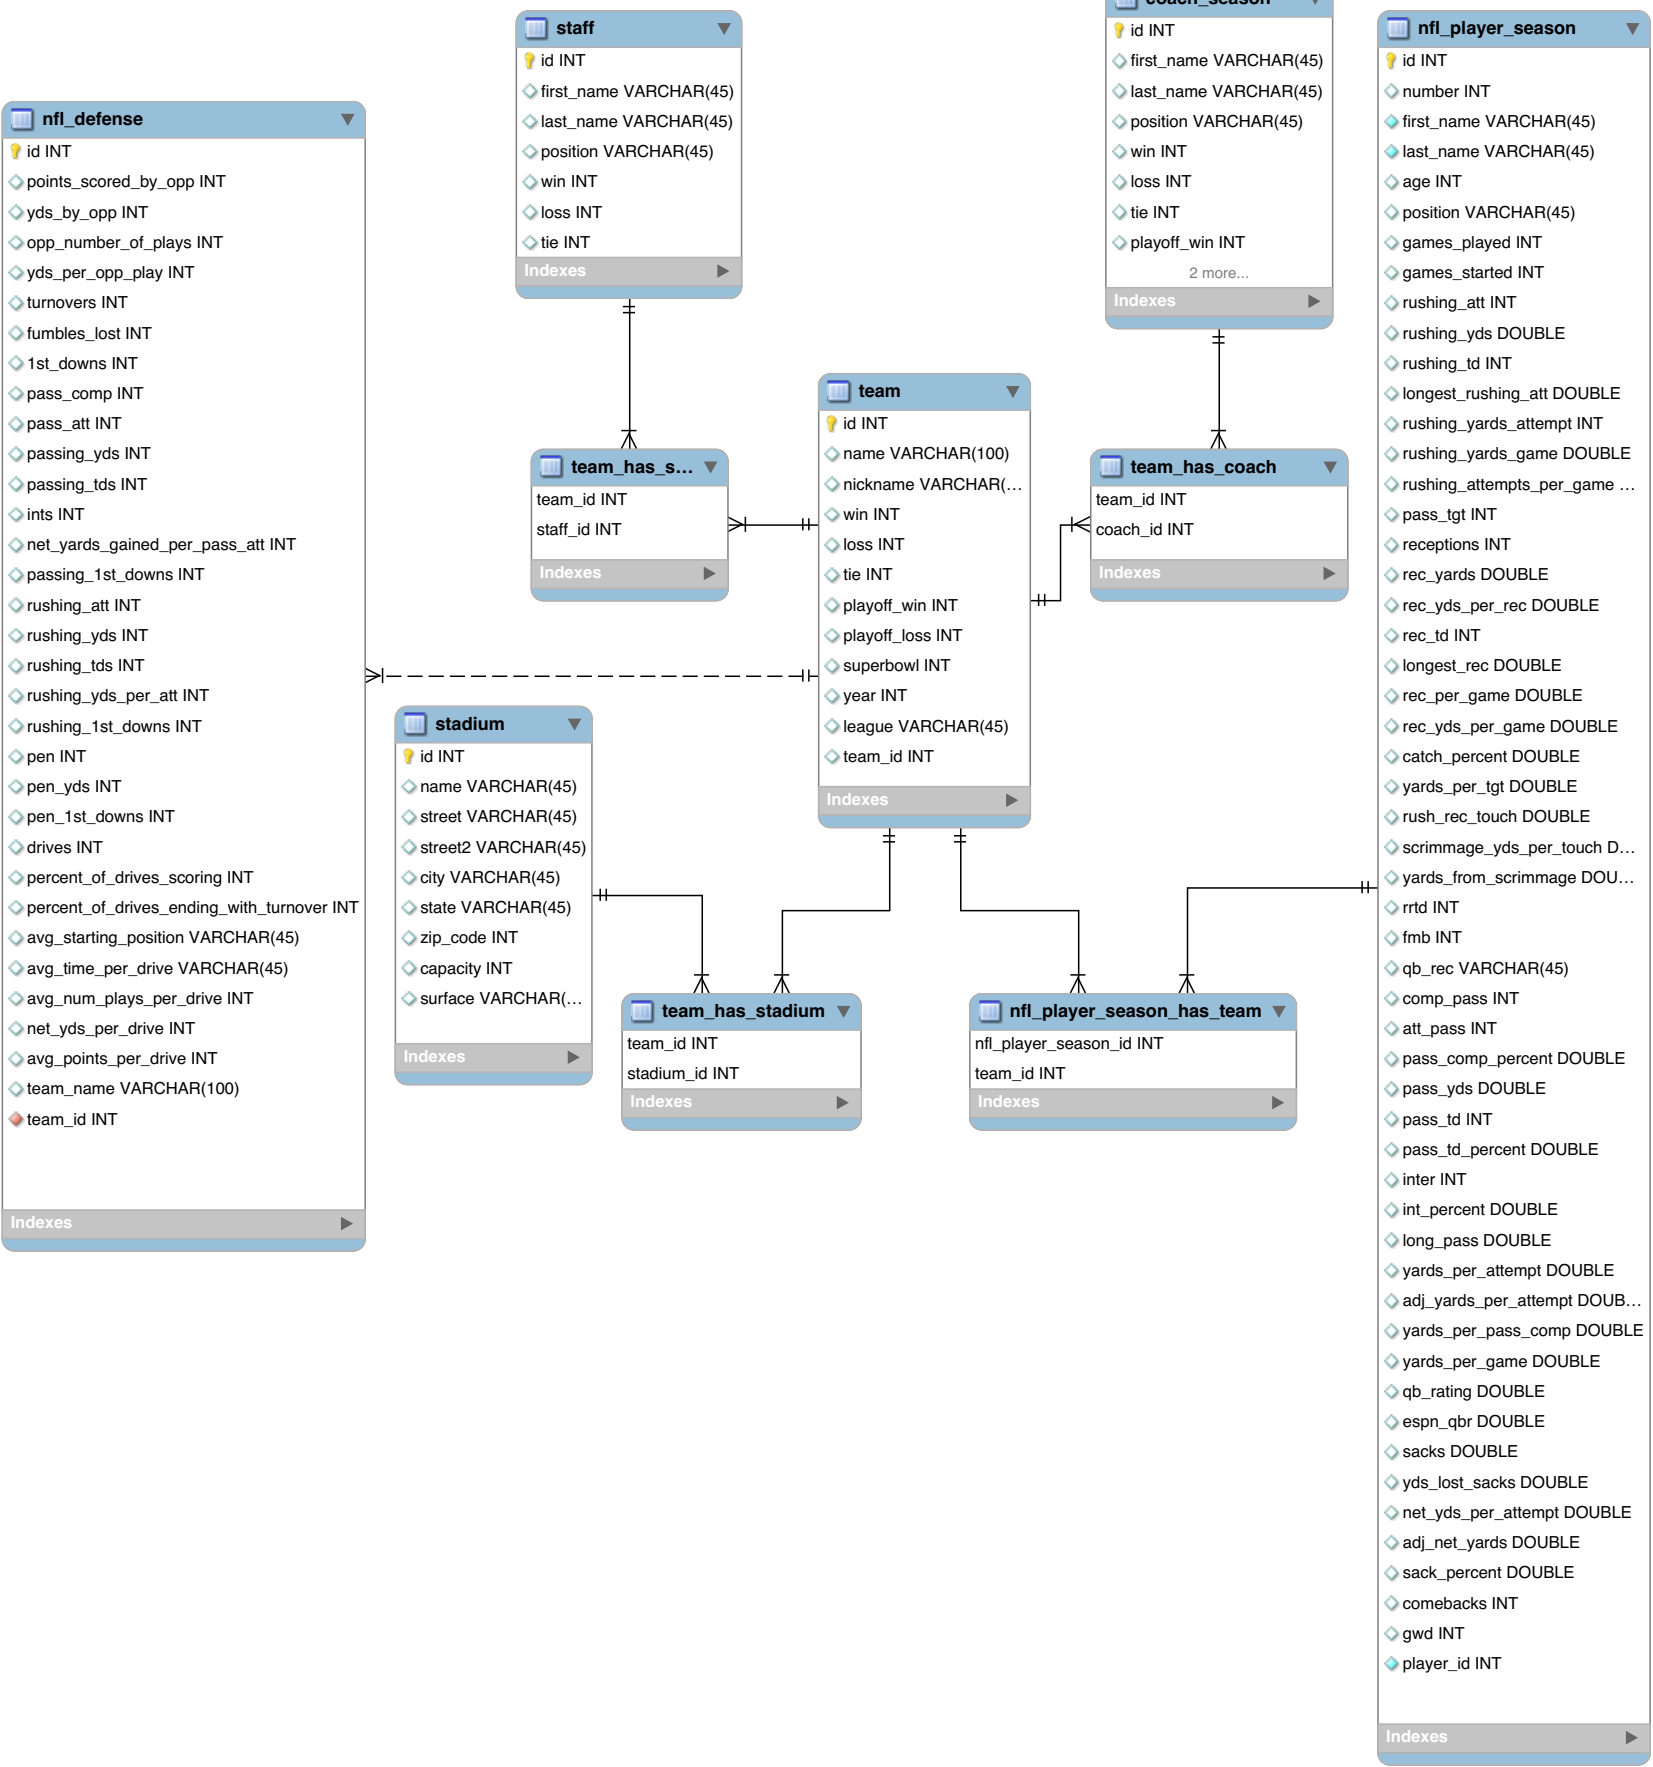 nfl_defense
id INT
points_scored_by_opp INT
yds_by_opp INT
opp_number_of_plays INT
yds_per_opp_play INT
turnovers INT
fumbles_lost INT
1st_downs INT
pass_comp INT
pass_att INT
passing_yds INT
passing_tds INT
ints INT
net_yards_gained_per_pass_att INT
passing_1st_downs INT
rushing_att INT
rushing_yds INT
rushing_tds INT
rushing_yds_per_att INT
rushing_1st_downs INT
pen INT
pen_yds INT
pen_1st_downs INT
drives INT
percent_of_drives_scoring INT
percent_of_drives_ending_with_turnover INT
avg_starting_position VARCHAR(45)
avg_time_per_drive VARCHAR(45)
avg_num_plays_per_drive INT
net_yds_per_drive INT
avg_points_per_drive INT
team_name VARCHAR(100)
team_id INT
Indexes
staff
id INT
first_name VARCHAR(45)
last_name VARCHAR(45)
position VARCHAR(45)
win INT
loss INT
tie INT
Indexes
team_has_s...
team_id INT
staff_id INT
Indexes
stadium
id INT
name VARCHAR(45)
street VARCHAR(45)
street2 VARCHAR(45)
city VARCHAR(45)
state VARCHAR(45)
zip_code INT
capacity INT
surface VARCHAR(...
Indexes
team
id INT
name VARCHAR(100)
nickname VARCHAR(...
win INT
loss INT
tie INT
playoff_win INT
playoff_loss INT
superbowl INT
year INT
league VARCHAR(45)
team_id INT
Indexes
team_has_stadium
team_id INT
stadium_id INT
Indexes
coach_season
id INT
first_name VARCHAR(45)
last_name VARCHAR(45)
position VARCHAR(45)
win INT
loss INT
tie INT
playoff_win INT
2 more...
Indexes
team_has_coach
team_id INT
coach_id INT
Indexes
nfl_player_season_has_team
nfl_player_season_id INT
team_id INT
Indexes
nfl_player_season
id INT
number INT
first_name VARCHAR(45)
last_name VARCHAR(45)
age INT
position VARCHAR(45)
games_played INT
games_started INT
rushing_att INT
rushing_yds DOUBLE
rushing_td INT
longest_rushing_att DOUBLE
rushing_yards_attempt INT
rushing_yards_game DOUBLE
rushing_attempts_per_game ...
pass_tgt INT
receptions INT
rec_yards DOUBLE
rec_yds_per_rec DOUBLE
rec_td INT
longest_rec DOUBLE
rec_per_game DOUBLE
rec_yds_per_game DOUBLE
catch_percent DOUBLE
yards_per_tgt DOUBLE
rush_rec_touch DOUBLE
scrimmage_yds_per_touch D...
yards_from_scrimmage DOU...
rrtd INT
fmb INT
qb_rec VARCHAR(45)
comp_pass INT
att_pass INT
pass_comp_percent DOUBLE
pass_yds DOUBLE
pass_td INT
pass_td_percent DOUBLE
inter INT
int_percent DOUBLE
long_pass DOUBLE
yards_per_attempt DOUBLE
adj_yards_per_attempt DOUB...
yards_per_pass_comp DOUBLE
yards_per_game DOUBLE
qb_rating DOUBLE
espn_qbr DOUBLE
sacks DOUBLE
yds_lost_sacks DOUBLE
net_yds_per_attempt DOUBLE
adj_net_yards DOUBLE
sack_percent DOUBLE
comebacks INT
gwd INT
player_id INT
Indexes